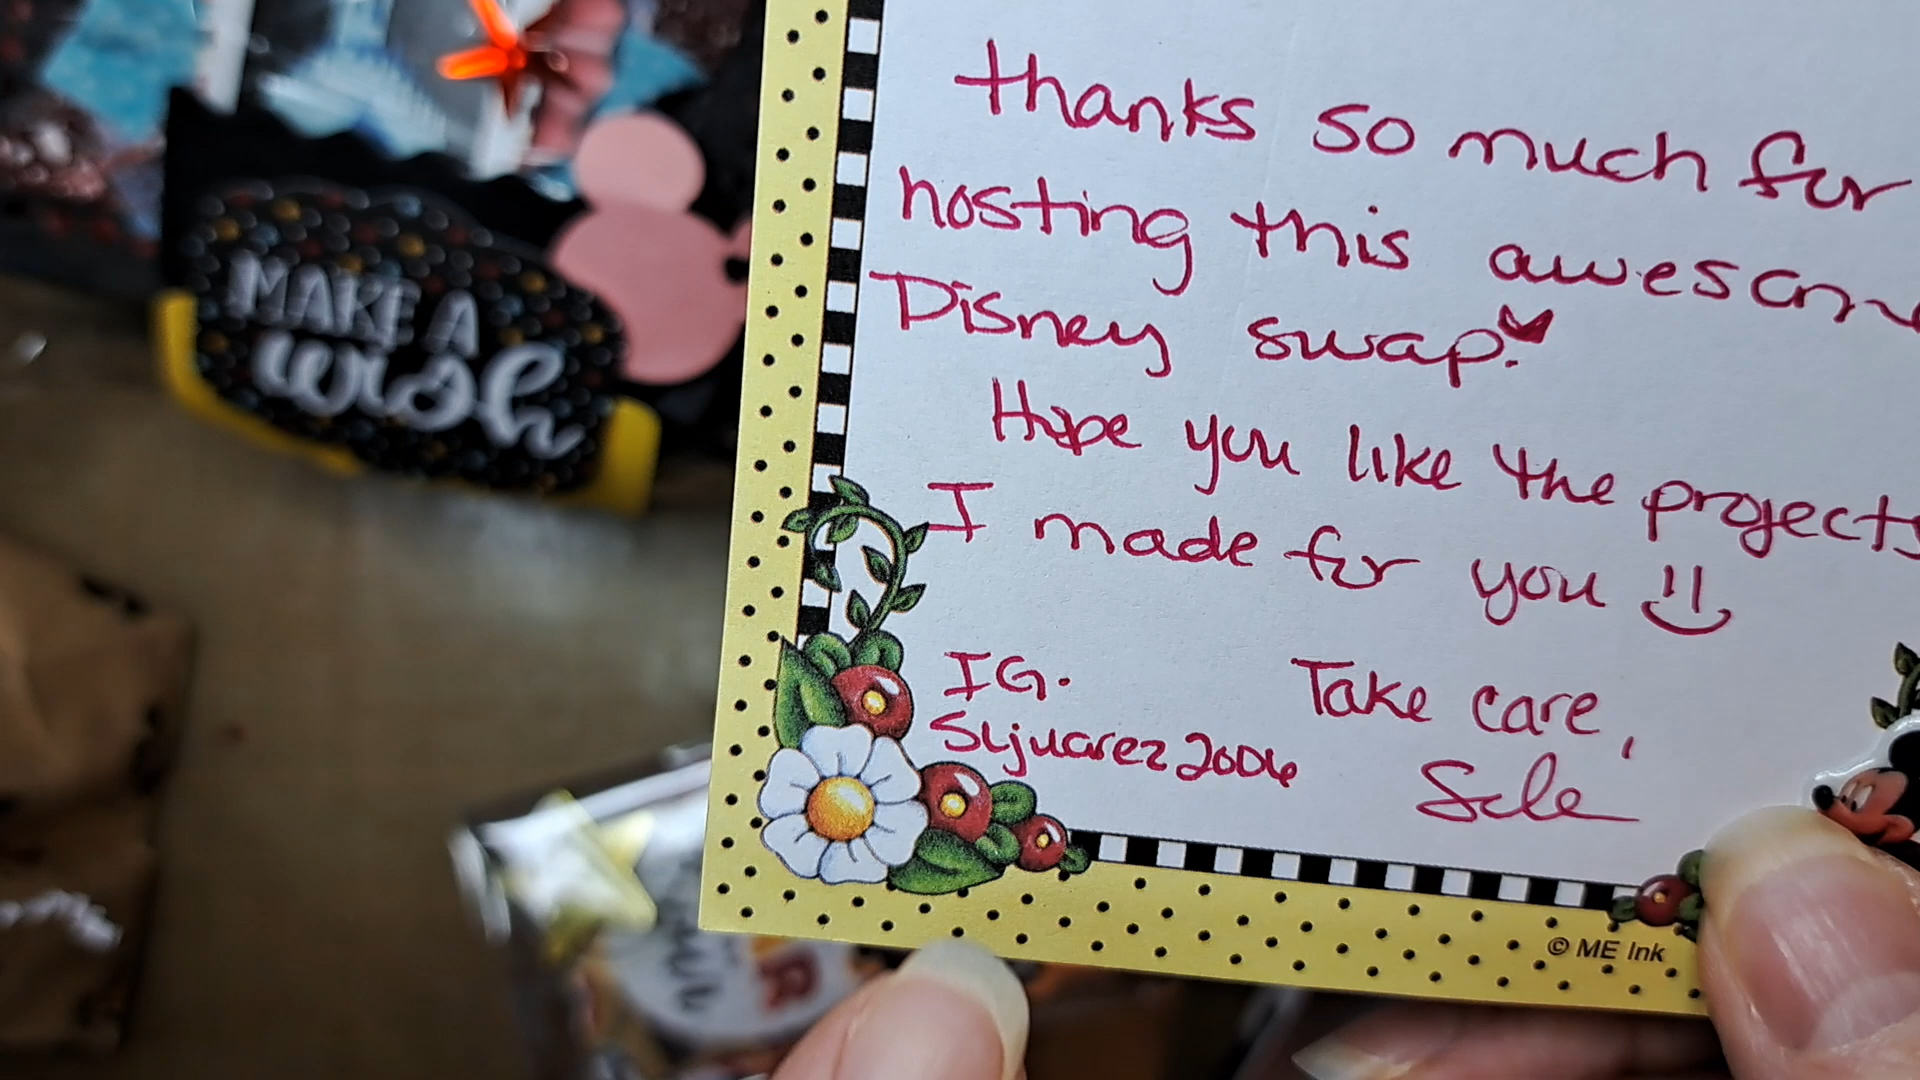 thanks so much for
hosting this awesome
Disney swap!
Hope you like the projects
I made for you
IG.
Sljuarez2006
Take care,
© ME Ink
MAKE A
wish